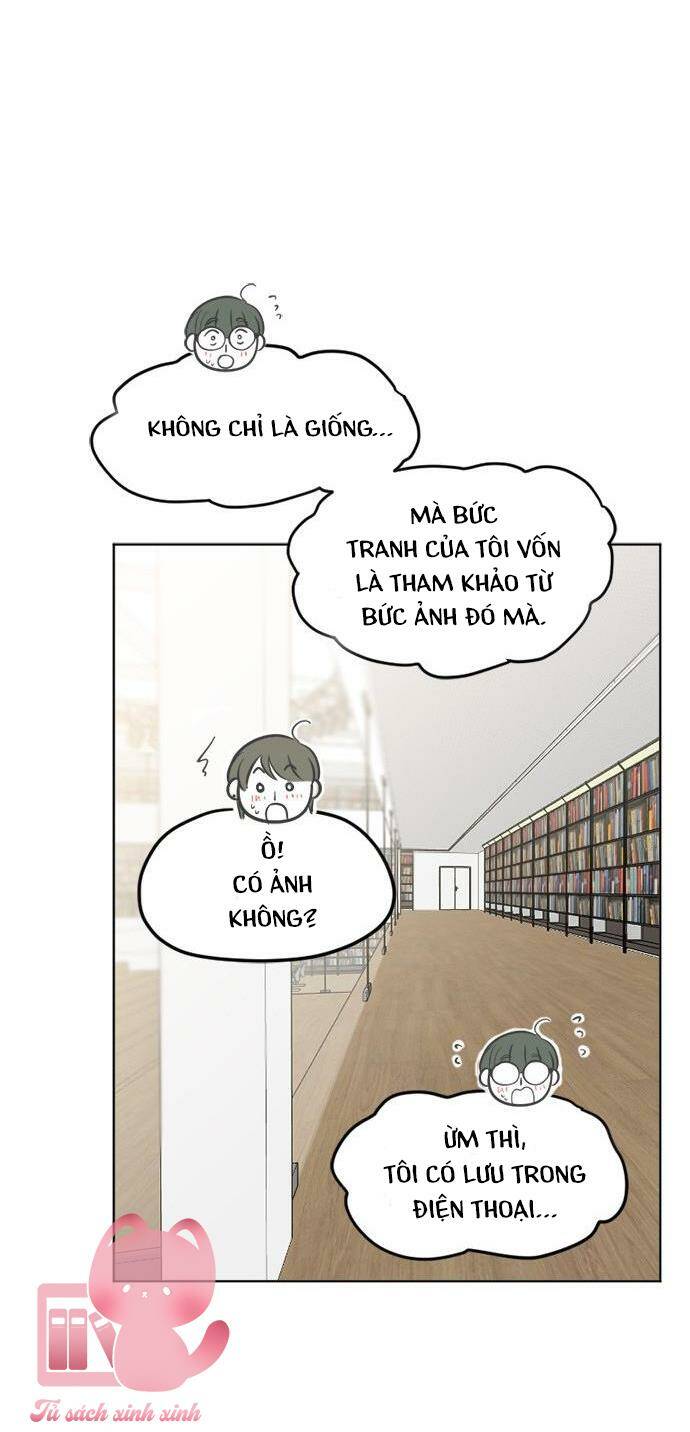 KHÔNG CHỈ LÀ GIỐNG...
MÀ BỨC
TRANH CỦA TÔI VỐN
LÀ THAM KHẢO TỪ
BỨC ẢNH ĐÓ MÀ.
Ồ!
CÓ ẢNH
KHÔNG?
ỪM THÌ,
TÔI CÓ LƯU TRONG
ĐIỆN THOẠI...
Tủ sách xinh xinh